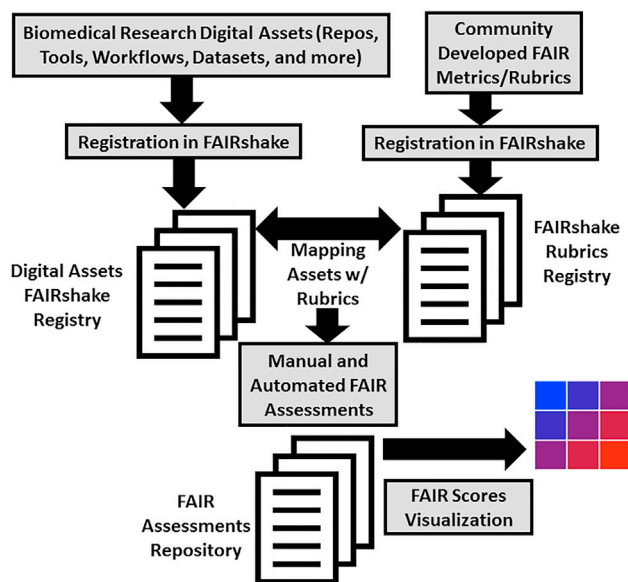 Biomedical Research Digital Assets (Repos,
Tools, Workflows, Datasets, and more)
Community
Developed FAIR
Metrics/Rubrics
Registration in FAIRshake
Registration in FAIRshake
Digital Assets
FAIRshake
Registry
Mapping
Assets w/
Rubrics
FAIRshake
Rubrics
Registry
Manual and
Automated FAIR
Assessments
FAIR
Assessments
Repository
FAIR Scores
Visualization